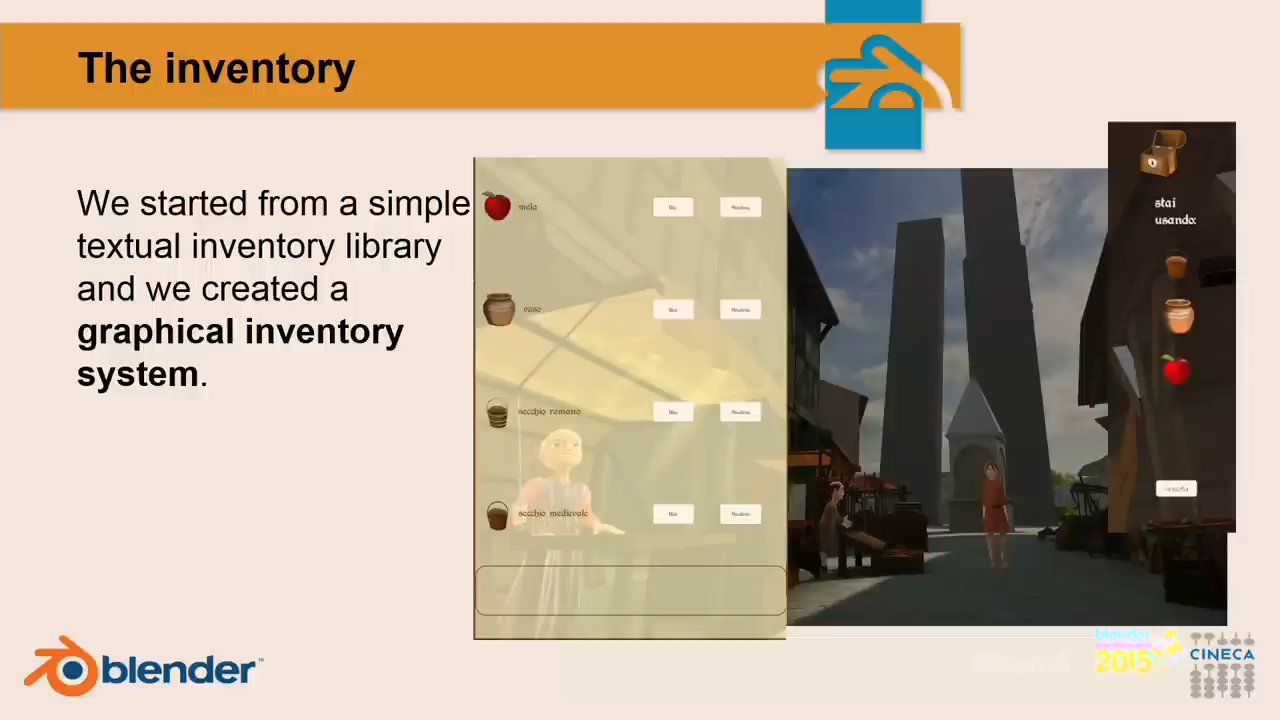 The inventory
We started from a simple
textual inventory library
and we created a
graphical inventory
system.
mela
vaso
secchio romano
secchio medievale
stai
usando:
blender
blender
2015
CINECA